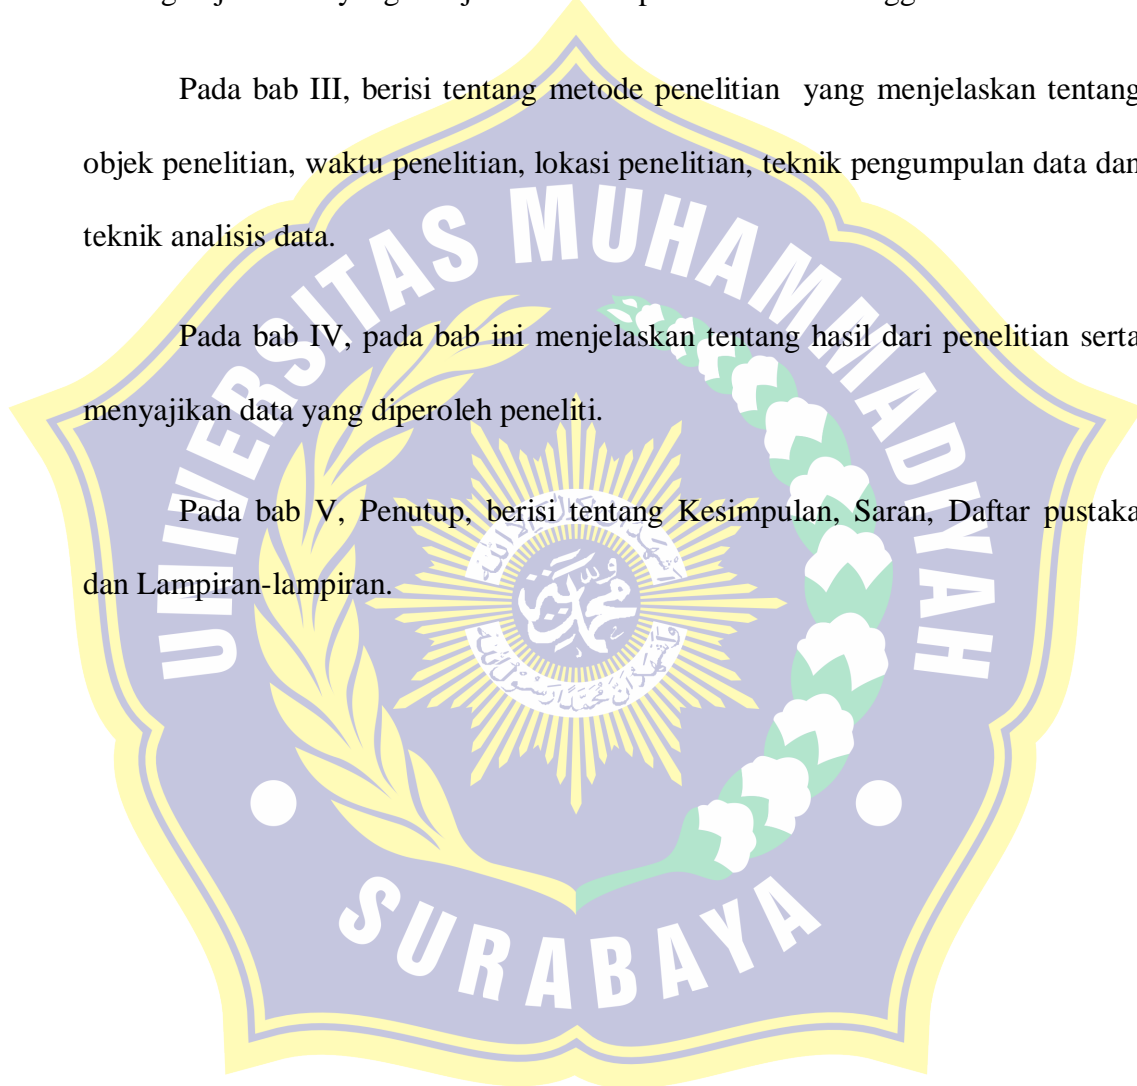 Pada bab III, berisi tentang metode penelitian yang menjelaskan tentang
objek penelitian, waktu penelitian, lokasi penelitian, teknik pengumpulan data dan
teknik analisis data.
Pada bab IV, pada bab ini menjelaskan tentang hasil dari penelitian serta
menyajikan data yang diperoleh peneliti.
Pada bab V, Penutup, berisi tentang Kesimpulan, Saran, Daftar pustaka
dan Lampiran-lampiran.
UNIVERSITAS MUHAMMADIYAH
SURABAYA